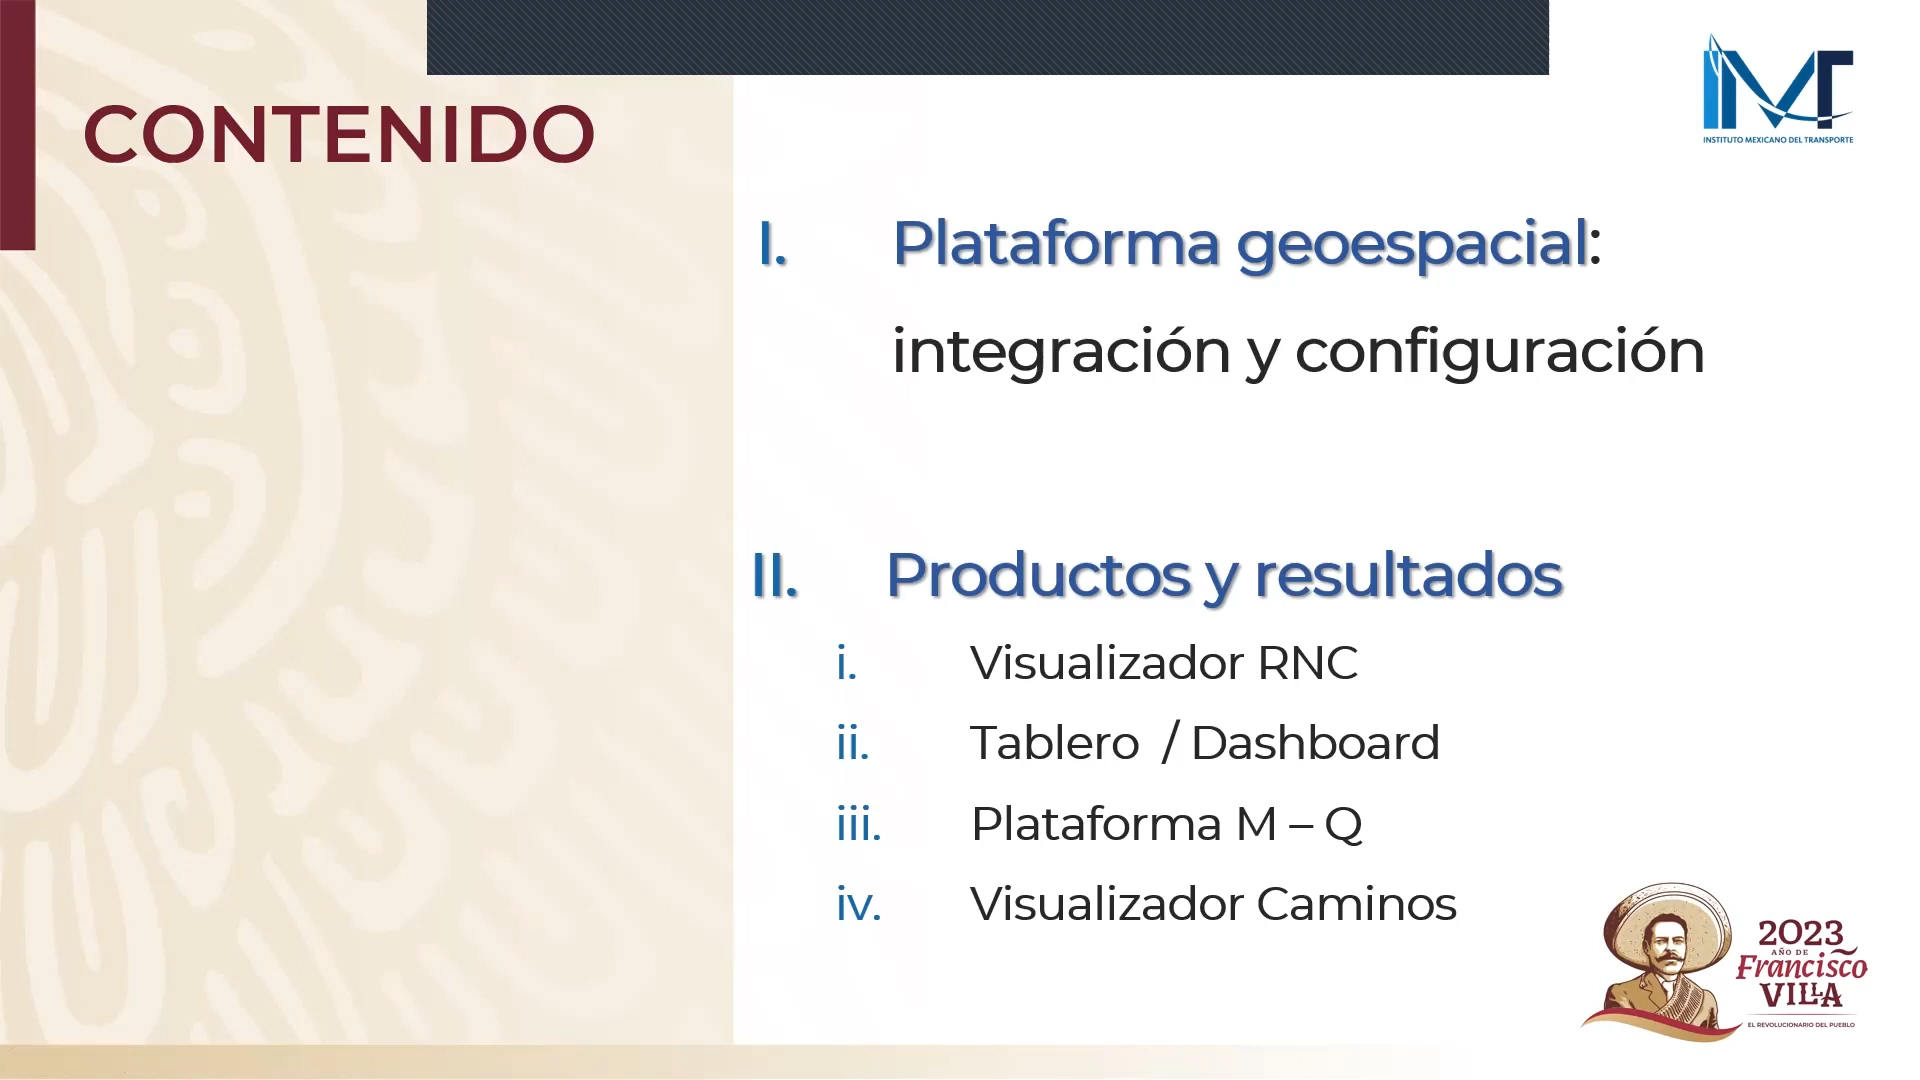 CONTENIDO
IMT
INSTITUTO MEXICANO DEL TRANSPORTE
I. Plataforma geoespacial:
integración y configuración
II. Productos y resultados
i. Visualizador RNC
ii. Tablero / Dashboard
iii. Plataforma M – Q
iv. Visualizador Caminos
2023
AÑO DE
Francisco
VILLA
EL REVOLUCIONARIO DEL PUEBLO